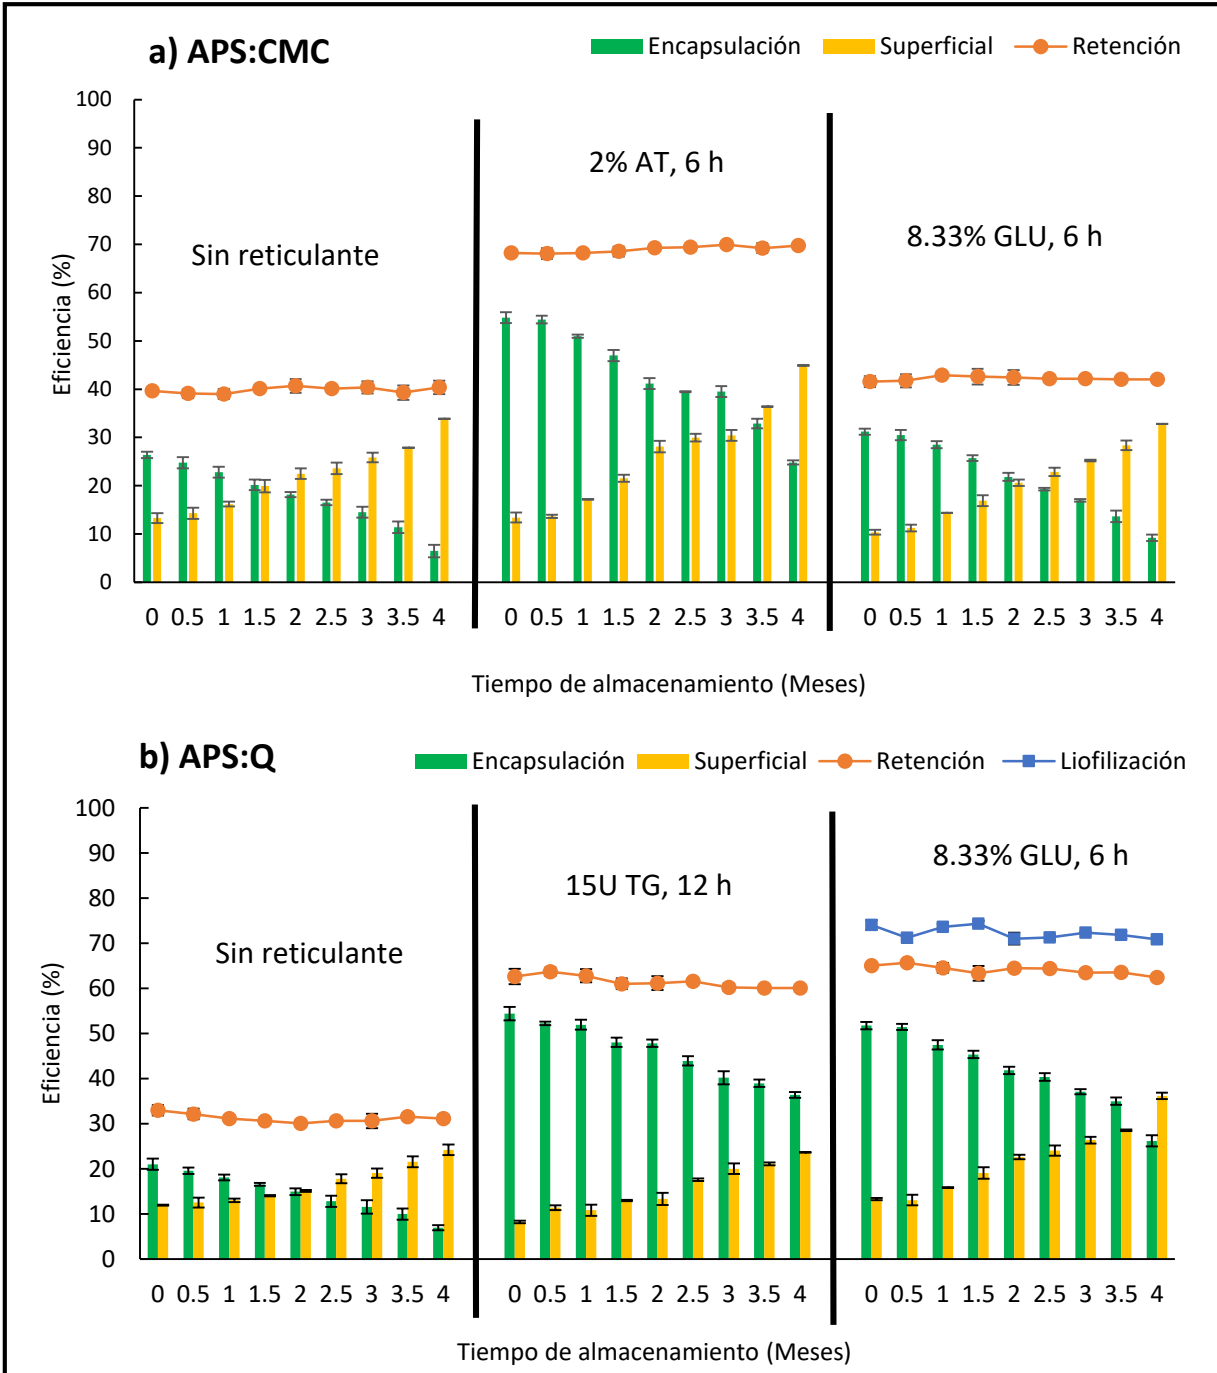 a) APS:CMC
Encapsulación Superficial Retención
100
90
80
70
60
50
40
30
20
10
0
Eficiencia (%)
Sin reticulante
2% AT, 6 h
8.33% GLU, 6 h
0 0.5 1 1.5 2 2.5 3 3.5 4 0 0.5 1 1.5 2 2.5 3 3.5 4 0 0.5 1 1.5 2 2.5 3 3.5 4
Tiempo de almacenamiento (Meses)
b) APS:Q
Encapsulación Superficial Retención Liofilización
100
90
80
70
60
50
40
30
20
10
0
Eficiencia (%)
Sin reticulante
15U TG, 12 h
8.33% GLU, 6 h
0 0.5 1 1.5 2 2.5 3 3.5 4 0 0.5 1 1.5 2 2.5 3 3.5 4 0 0.5 1 1.5 2 2.5 3 3.5 4
Tiempo de almacenamiento (Meses)